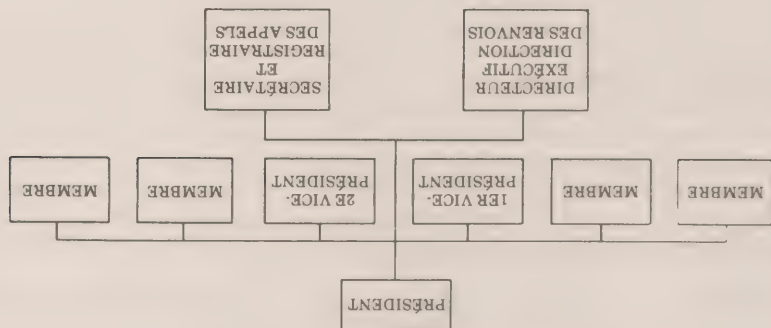 PRÉSIDENT
MEMBRE
MEMBRE
1ER VICE-
PRÉSIDENT
2E VICE-
PRÉSIDENT
MEMBRE
MEMBRE
DIRECTEUR
EXÉCUTIF
DIRECTION
DES RENVOIS
SECRÉTAIRE
ET
REGISTRAIRE
DES APPELS